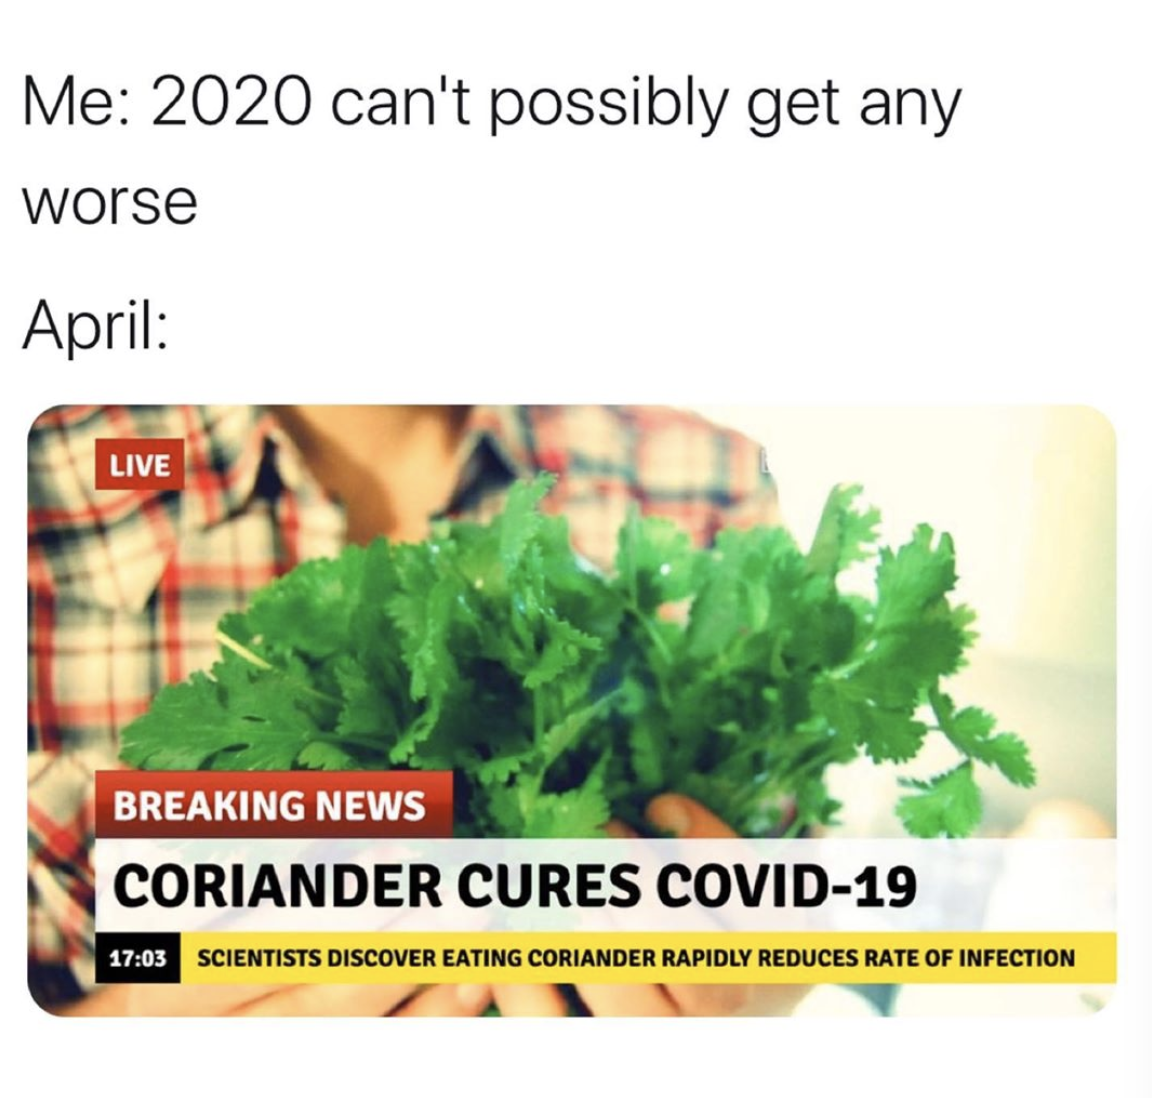 Me: 2020 can't possibly get any
worse
April:
LIVE
BREAKING NEWS
CORIANDER CURES COVID-19
17:03 SCIENTISTS DISCOVER EATING CORIANDER RAPIDLY REDUCES RATE OF INFECTION